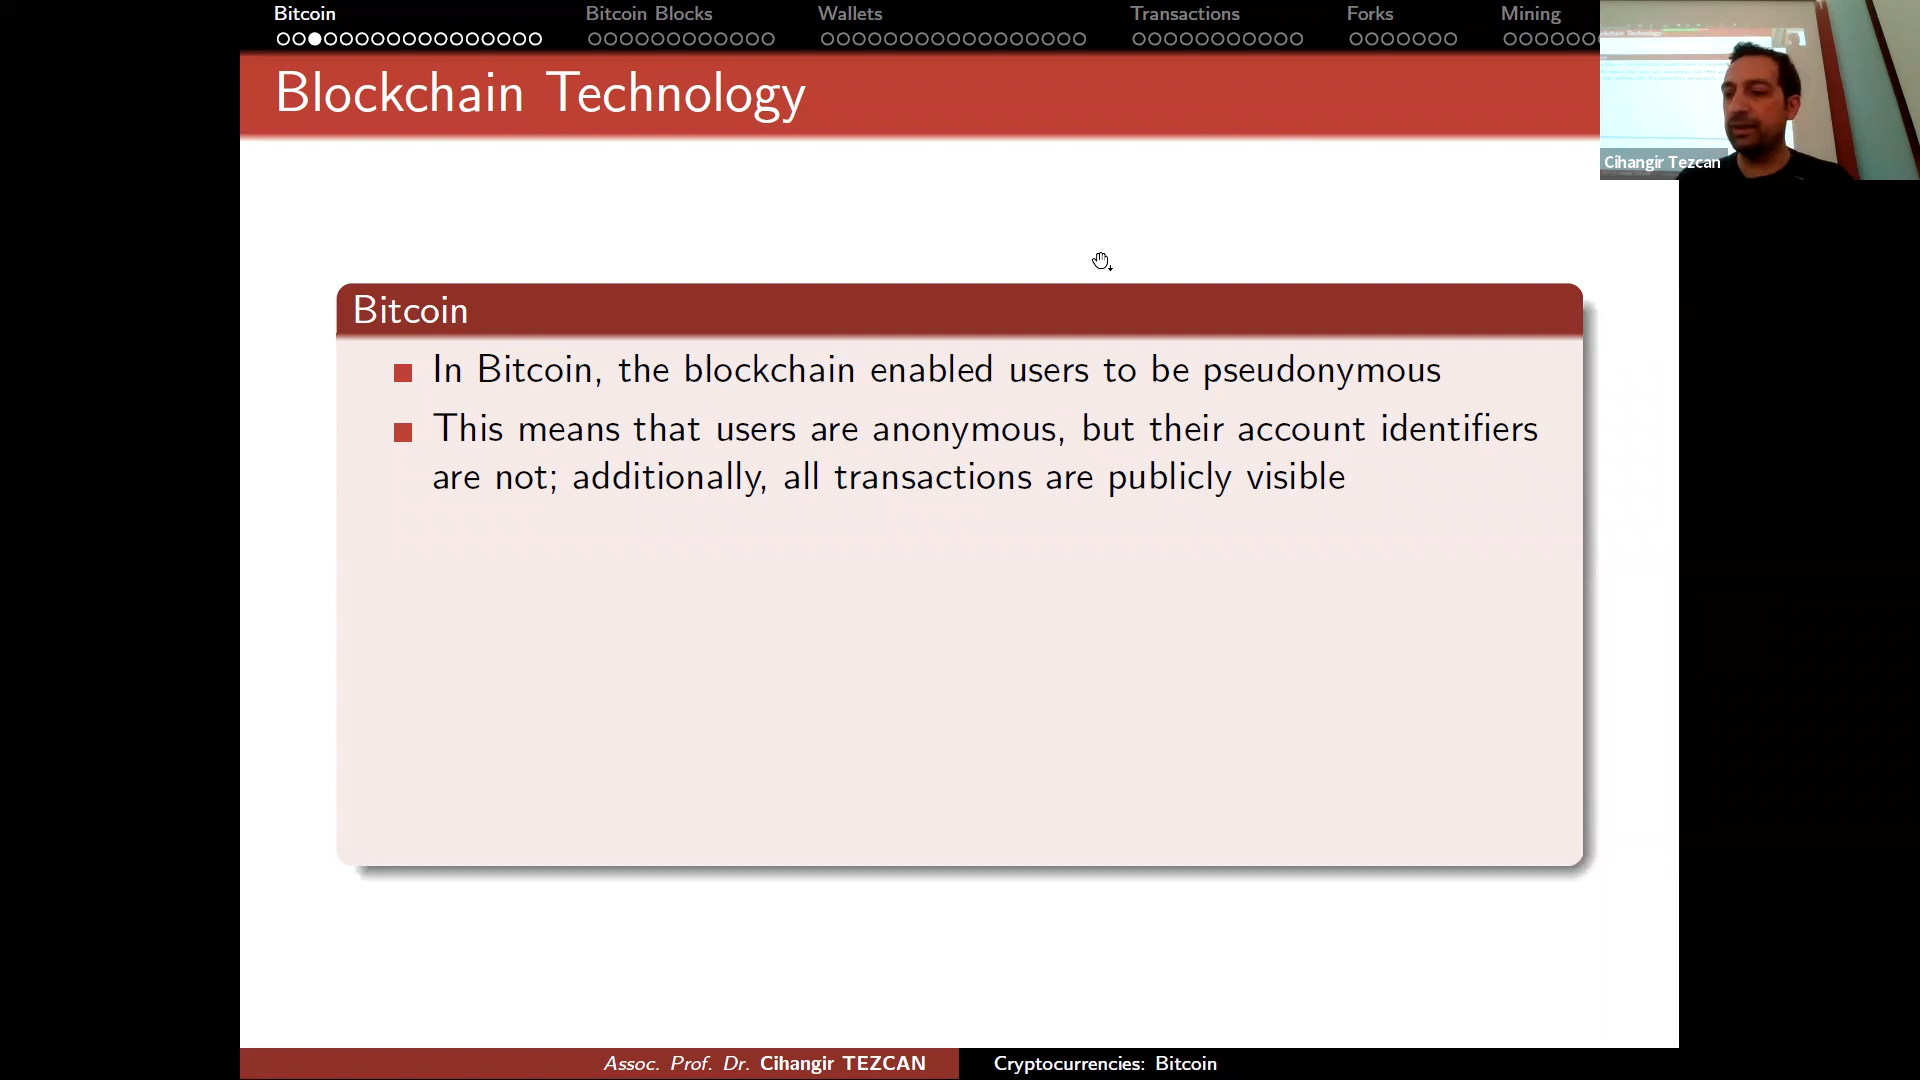 Bitcoin Bitcoin Blocks Wallets Transactions Forks Mining
Blockchain Technology
Cihangir Tezcan
Bitcoin
In Bitcoin, the blockchain enabled users to be pseudonymous
This means that users are anonymous, but their account identifiers
are not; additionally, all transactions are publicly visible
Assoc. Prof. Dr. Cihangir TEZCAN Cryptocurrencies: Bitcoin